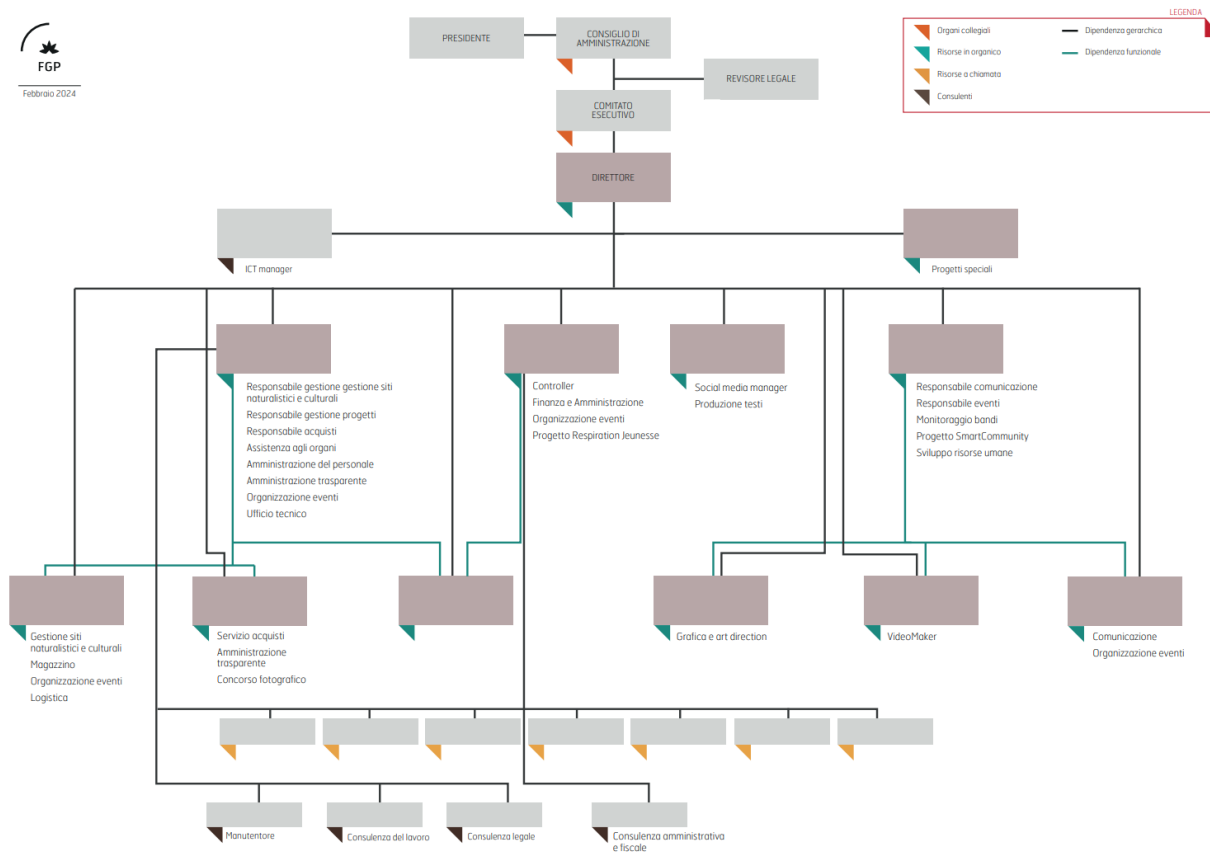 LEGENDA
PRESIDENTE
CONSIGLIO DI
AMMINISTRAZIONE
Organi collegiali
Dipendenza gerarchica
Risorse in organico
Dipendenza funzionale
Risorse a chiamata
Consulenti
FGP
Febbraio 2024
REVISORE LEGALE
COMITATO
ESECUTIVO
DIRETTORE
ICT manager
Progetti speciali
Responsabile gestione gestione siti
naturalistici e culturali
Responsabile gestione progetti
Responsabile acquisti
Assistenza agli organi
Amministrazione del personale
Amministrazione trasparente
Organizzazione eventi
Ufficio tecnico
Controller
Finanza e Amministrazione
Organizzazione eventi
Progetto Respiration Jeunesse
Social media manager
Produzione testi
Responsabile comunicazione
Responsabile eventi
Monitoraggio bandi
Progetto SmartCommunity
Sviluppo risorse umane
Gestione siti
naturalistici e culturali
Magazzino
Organizzazione eventi
Logistica
Servizio acquisti
Amministrazione
trasparente
Concorso fotografico
Grafica e art direction
VideoMaker
Comunicazione
Organizzazione eventi
Manutentore
Consulenza del lavoro
Consulenza legale
Consulenza amministrativa
e fiscale